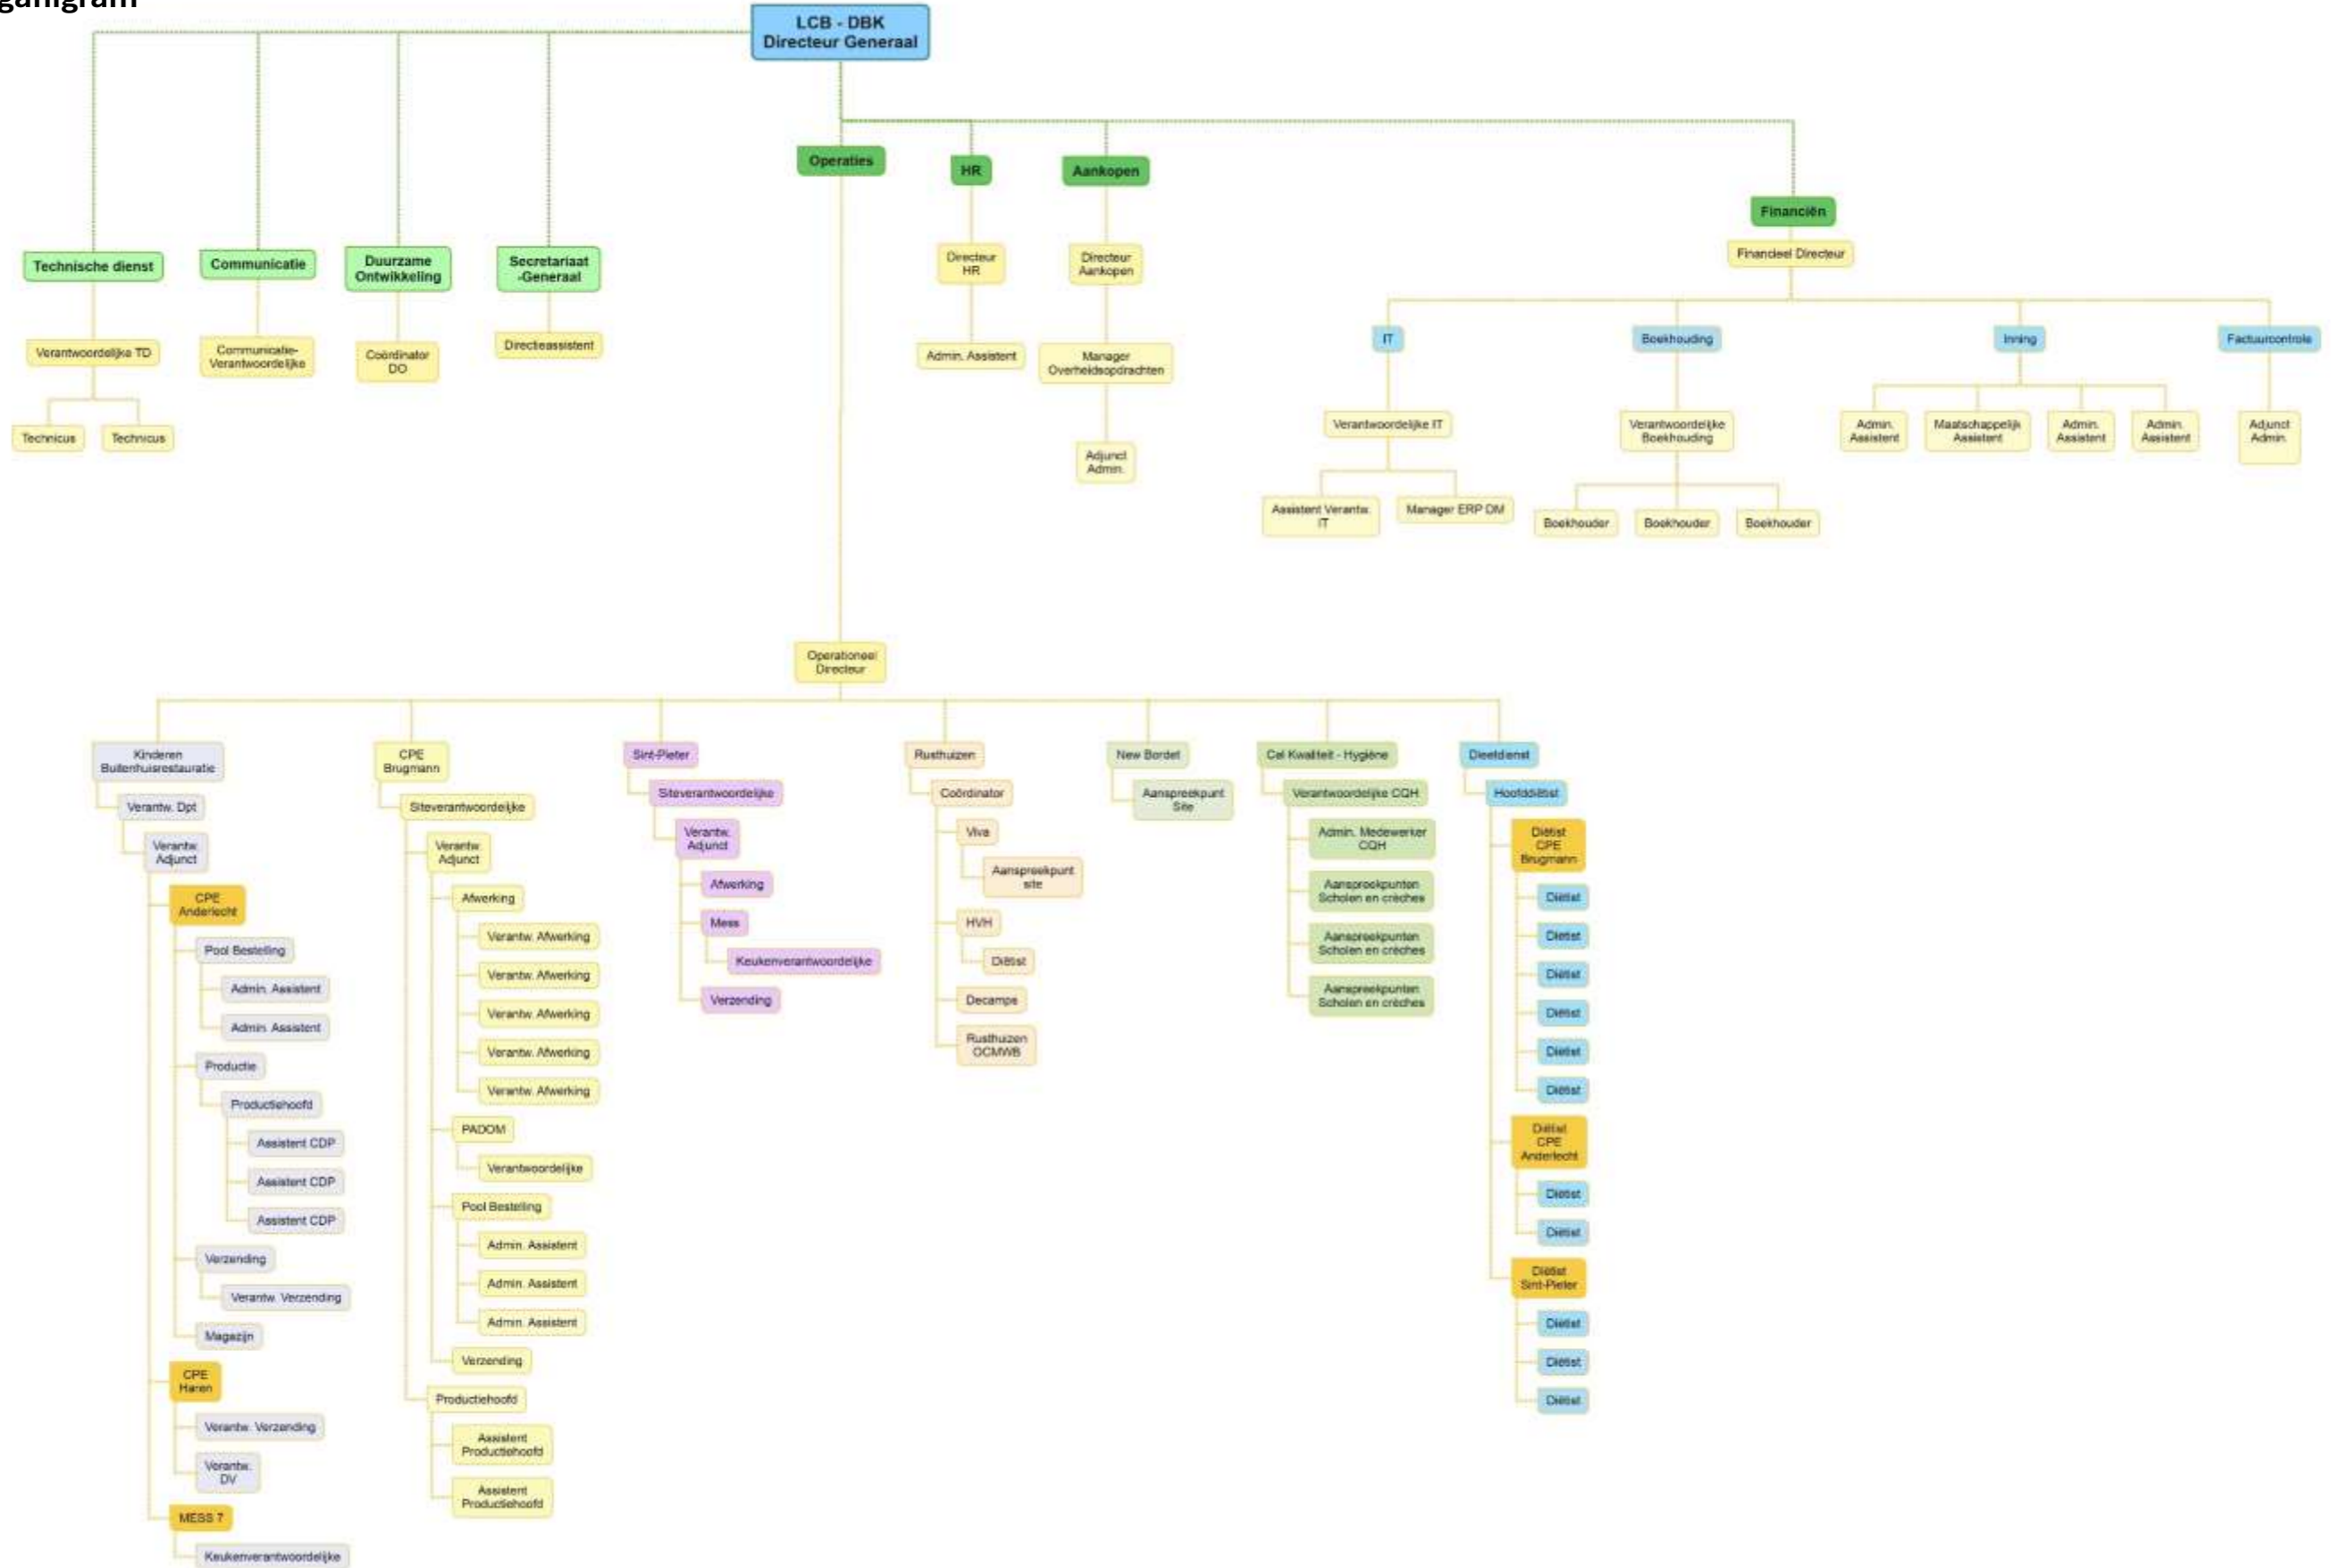 LCB - DBK
Directeur Generaal
Operaties
HR
Aankopen
Financiën
Technische dienst
Communicatie
Duurzame
Ontwikkeling
Secretariaat
-Generaal
Directeur
HR
Directeur
Aankopen
Financieel Directeur
Verantwoordelijke TD
Communicatie-
Verantwoordelijke
Coördinator
DO
Directieassistent
Admin. Assistent
Manager
Overheidsopdrachten
IT
Boekhouding
Inning
Factuurcontrole
Technicus
Technicus
Adjunct
Admin.
Verantwoordelijke IT
Verantwoordelijke
Boekhouding
Admin.
Assistent
Maatschappelijk
Assistent
Admin.
Assistent
Admin.
Assistent
Adjunct
Admin.
Assistent Verantw.
IT
Manager ERP DM
Boekhouder
Boekhouder
Boekhouder
Operationeel
Directeur
Kinderen
Buitenhuisrestauratie
Verantw. Dpt
Verantw.
Adjunct
CPE
Anderlecht
Pool Bestelling
Admin. Assistent
Admin. Assistent
Productie
Productiehoofd
Assistent CDP
Assistent CDP
Assistent CDP
Verzending
Verantw. Verzending
Magazijn
CPE
Haren
Verantw. Verzending
Verantw.
DV
MESS 7
Keukenverantwoordelijke
CPE
Brugmann
Siteverantwoordelijke
Verantw.
Adjunct
Afwerking
Verantw. Afwerking
Verantw. Afwerking
Verantw. Afwerking
Verantw. Afwerking
Verantw. Afwerking
PADOM
Verantwoordelijke
Pool Bestelling
Admin. Assistent
Admin. Assistent
Admin. Assistent
Verzending
Productiehoofd
Assistent
Productiehoofd
Assistent
Productiehoofd
Sint-Pieter
Siteverantwoordelijke
Verantw.
Adjunct
Afwerking
Mess
Keukenverantwoordelijke
Verzending
Rusthuizen
Coördinator
Viva
Aanspreekpunt
site
HVH
Diëtist
Decamps
Rusthuizen
OCMWB
New Bordet
Aanspreekpunt
Site
Cel Kwaliteit - Hygiëne
Verantwoordelijke CQH
Admin. Medewerker
CQH
Aanspreekpunten
Scholen en crèches
Aanspreekpunten
Scholen en crèches
Aanspreekpunten
Scholen en crèches
Dieetdienst
Hoofddiëtist
Diëtist
CPE
Brugmann
Diëtist
Diëtist
Diëtist
Diëtist
Diëtist
Diëtist
Diëtist
CPE
Anderlecht
Diëtist
Diëtist
Diëtist
Sint-Pieter
Diëtist
Diëtist
Diëtist